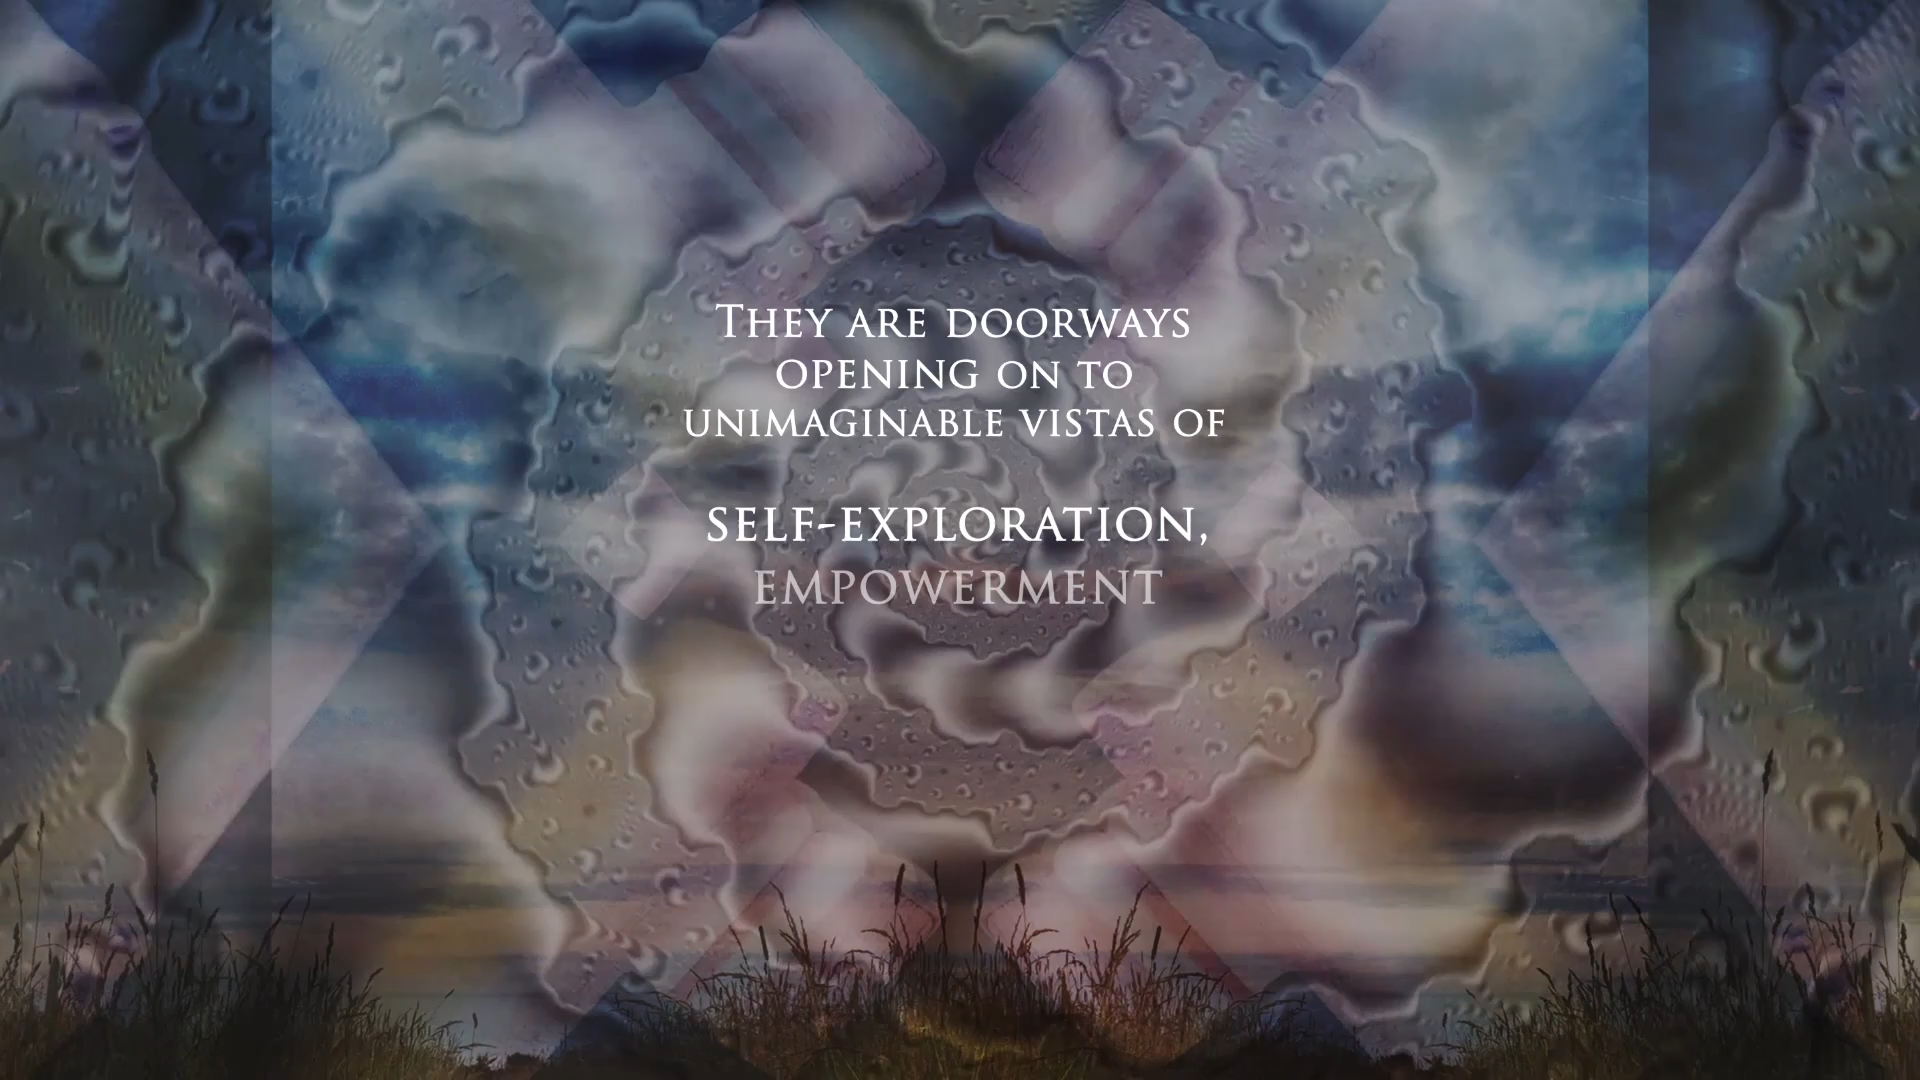 They are doorways
opening on to
unimaginable vistas of
self-exploration,
empowerment